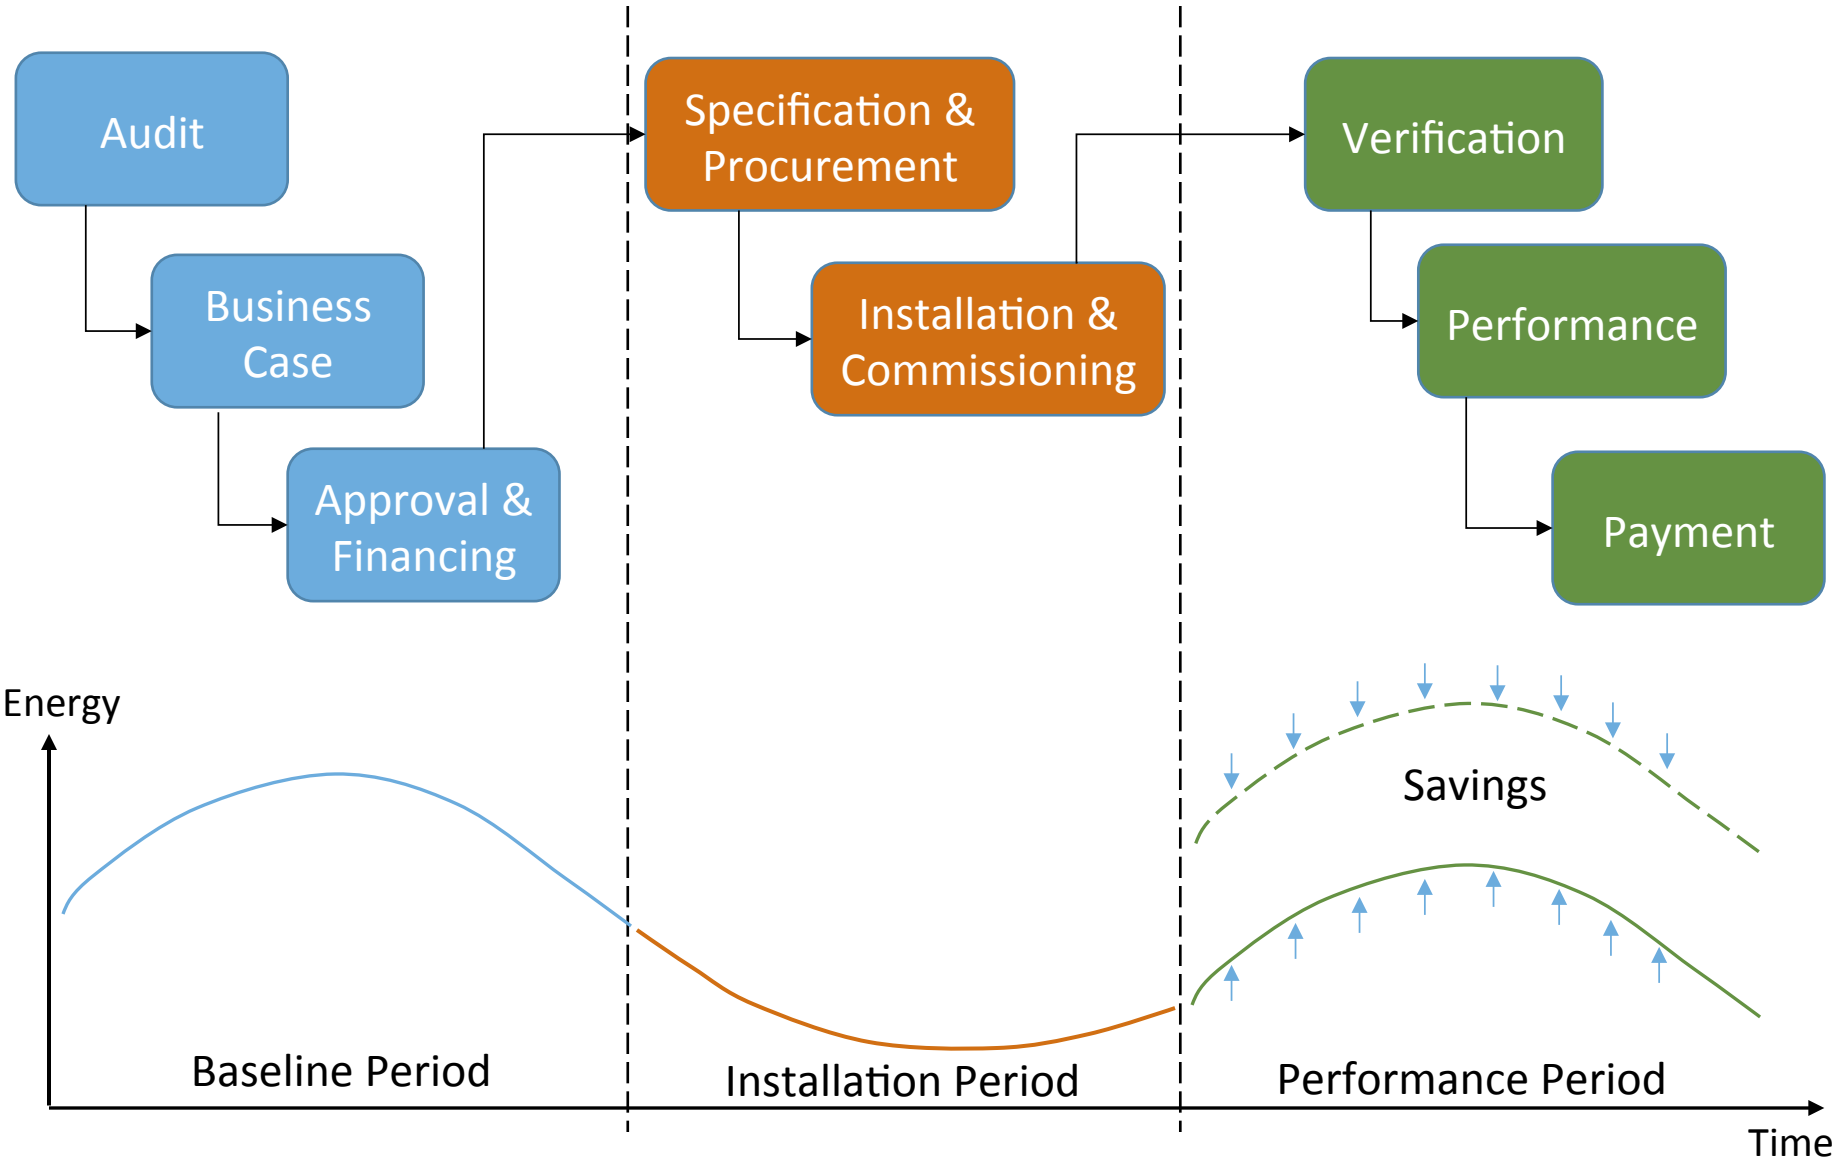 Audit
Business
Case
Approval &
Financing
Specification &
Procurement
Installation &
Commissioning
Verification
Performance
Payment
Energy
Savings
Baseline Period
Installation Period
Performance Period
Time